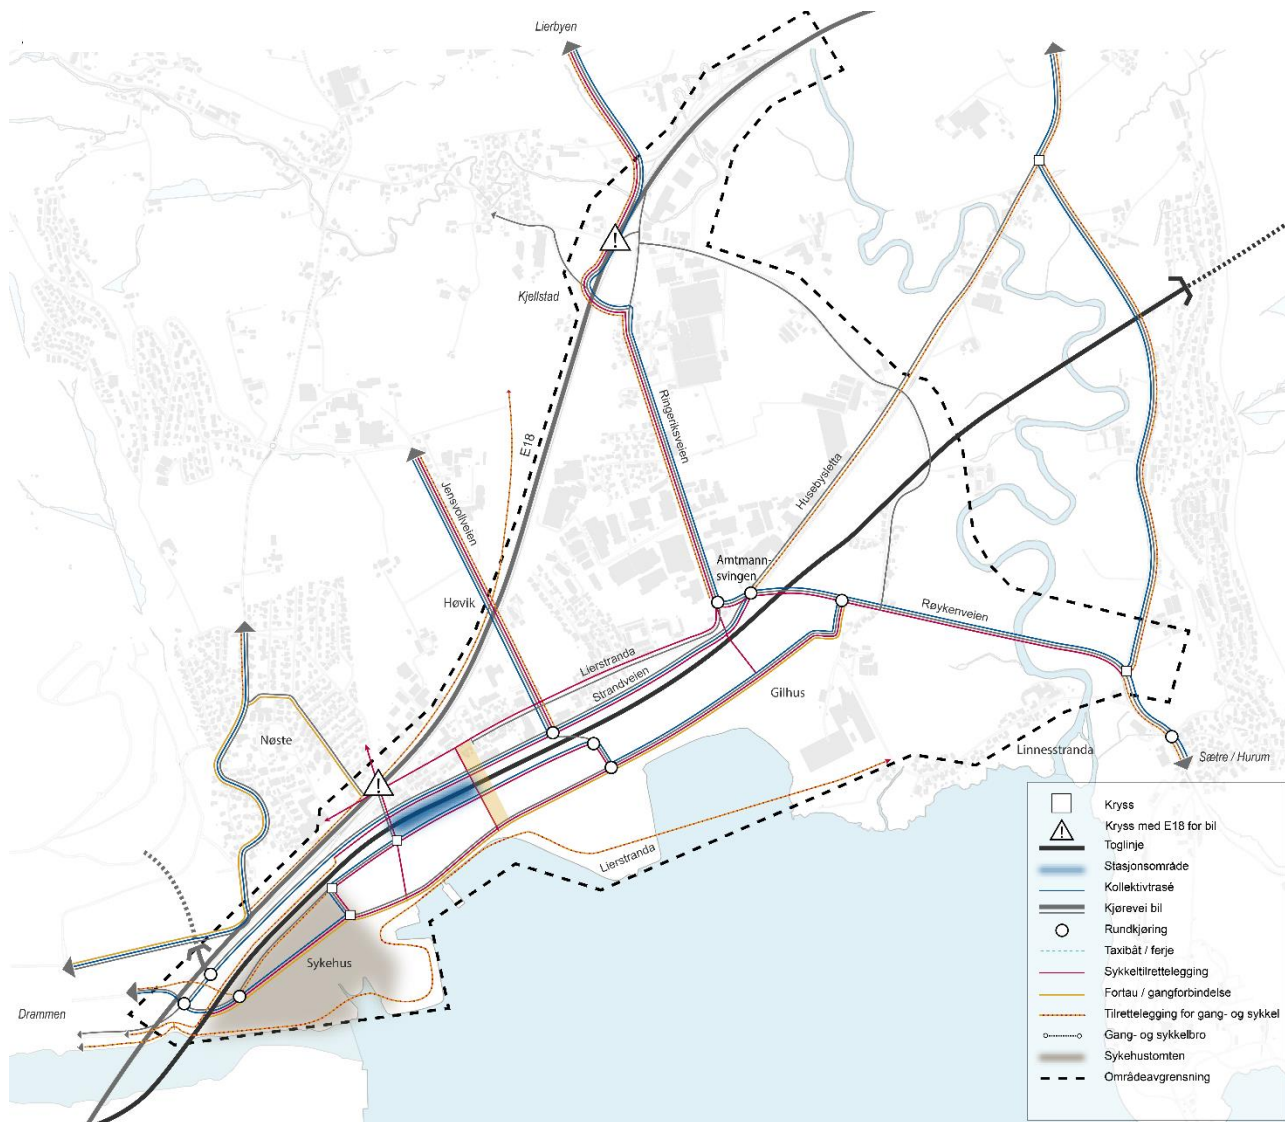 Lierbyen
Kjellstad
E18
Ringeriksveien
Jensvollveien
Husebysletta
Amtmann-
svingen
Høvik
Røykenveien
Lierstranda
Strandveien
Gilhus
Nøste
Linnesstranda
Sætre / Hurum
Lierstranda
Sykehus
Drammen
Kryss
Kryss med E18 for bil
Toglinje
Stasjonsområde
Kollektivtrasé
Kjørevei bil
Rundkjøring
Taxibåt / ferje
Sykkeltilrettelegging
Fortau / gangforbindelse
Tilrettelegging for gang- og sykkel
Gang- og sykkelbro
Sykehustomten
Områdeavgrensning